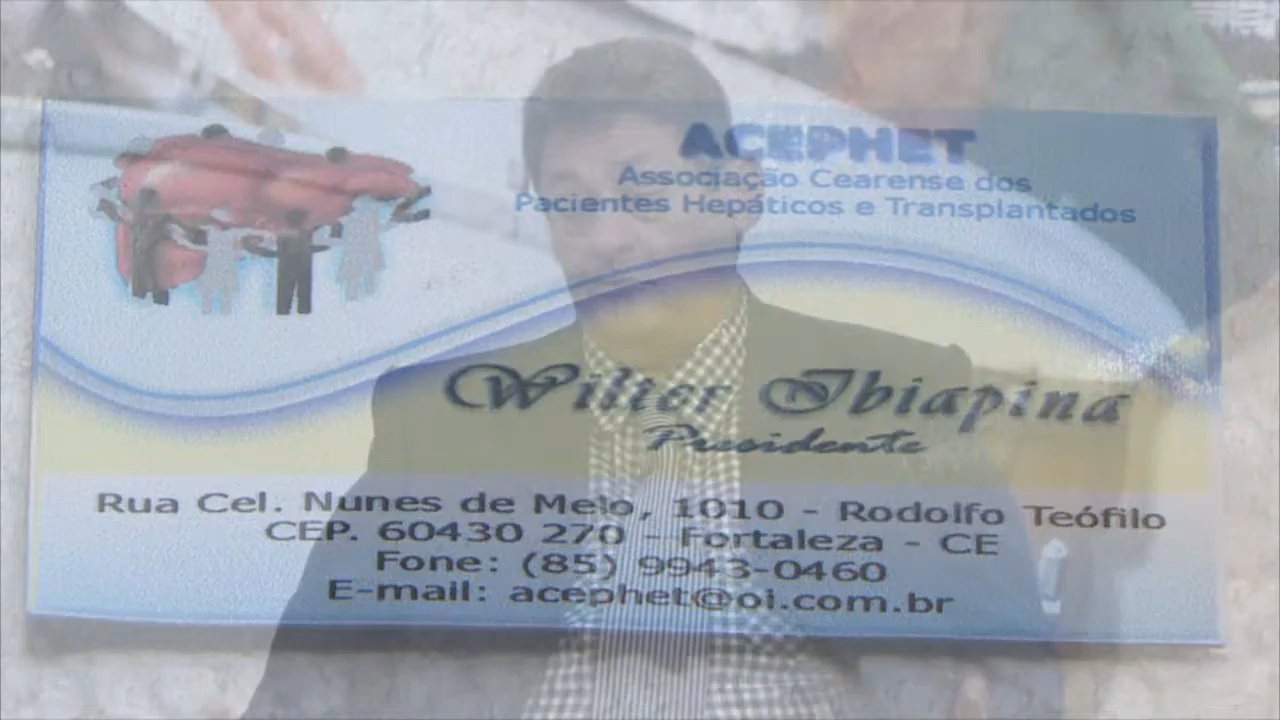 ACEPHET
Associação Cearense dos
Pacientes Hepáticos e Transplantados
Wilter Ibiapina
Presidente
Rua Cel. Nunes de Melo, 1010 - Rodolfo Teófilo
CEP. 60430 270 - Fortaleza - CE
Fone: (85) 9943-0460
E-mail: acephet@oi.com.br